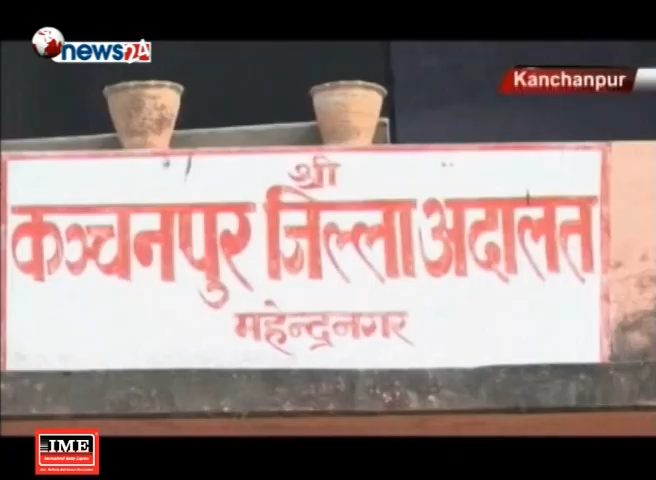 news24
Kanchanpur
श्री
कञ्चनपुर जिल्ला अदालत
महेन्द्रनगर
IME